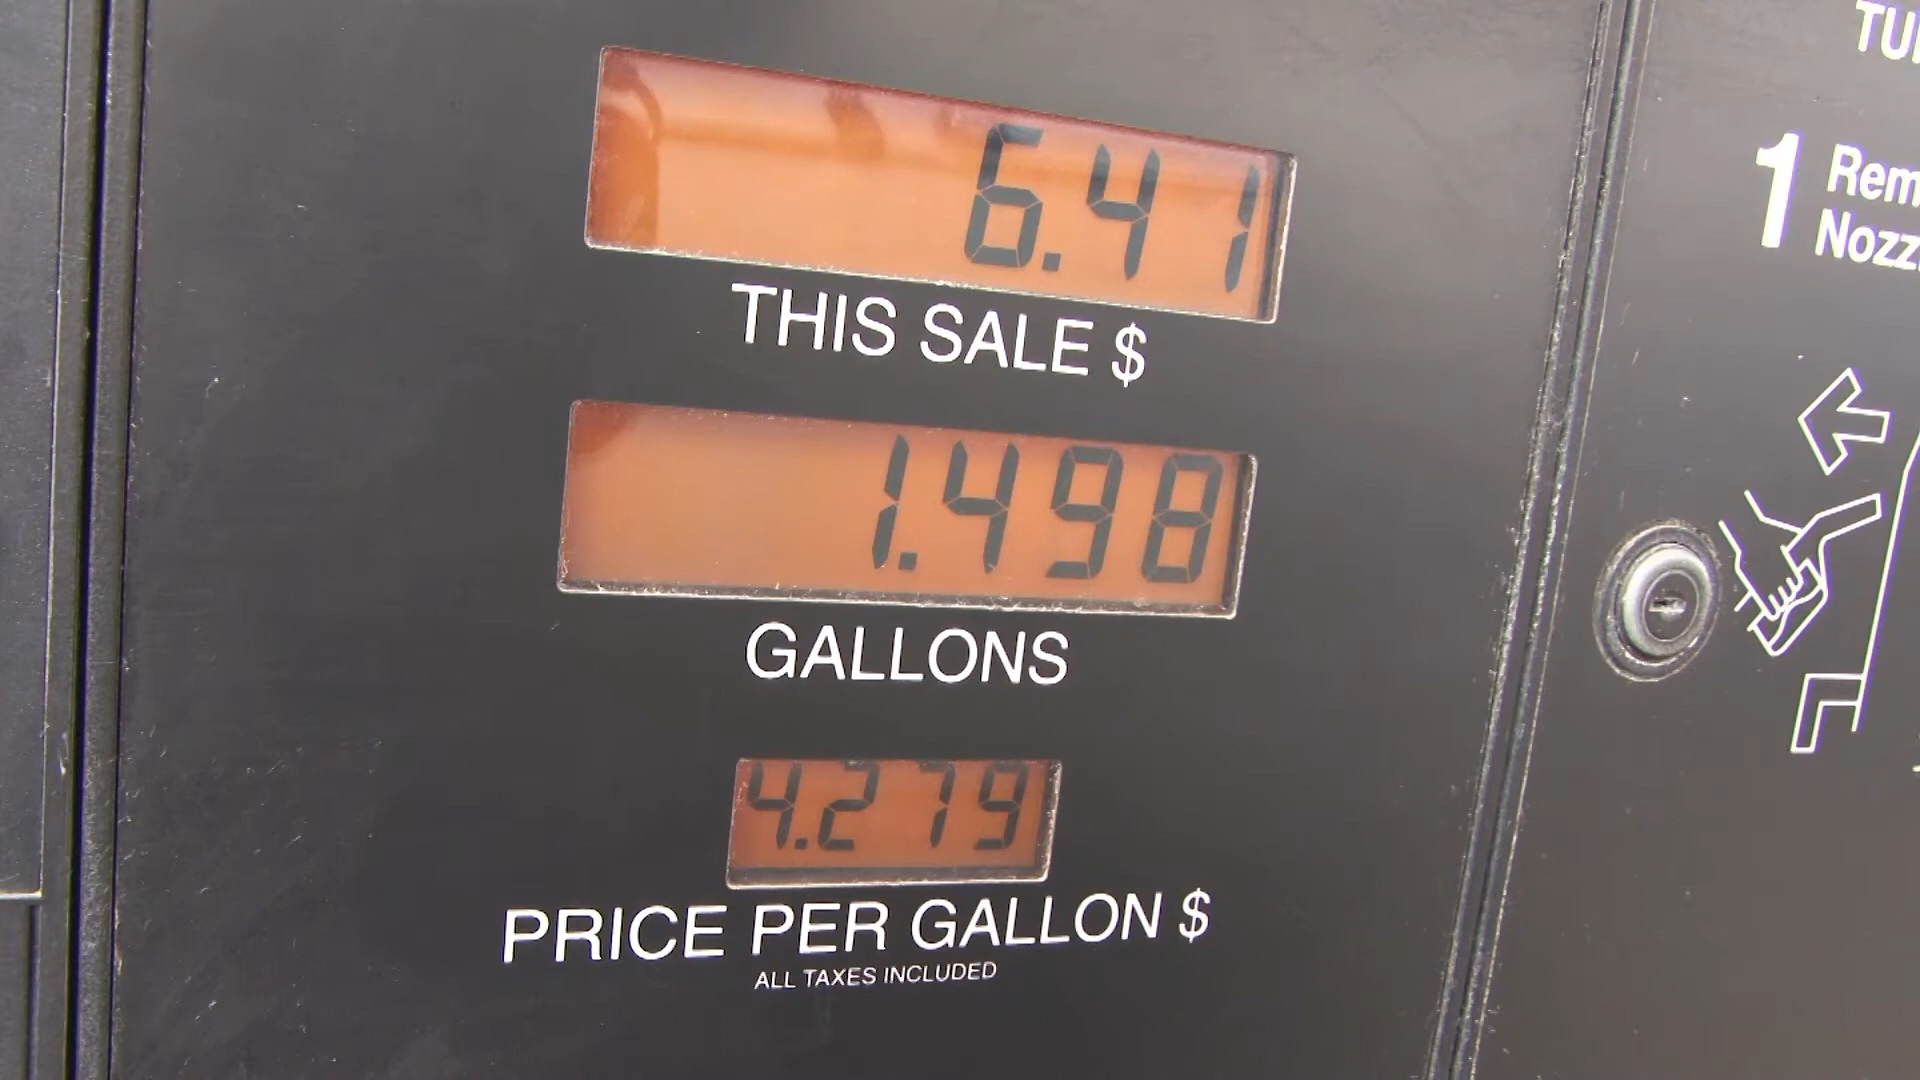 6.41
THIS SALE $
1.498
GALLONS
4.279
PRICE PER GALLON $
ALL TAXES INCLUDED
1